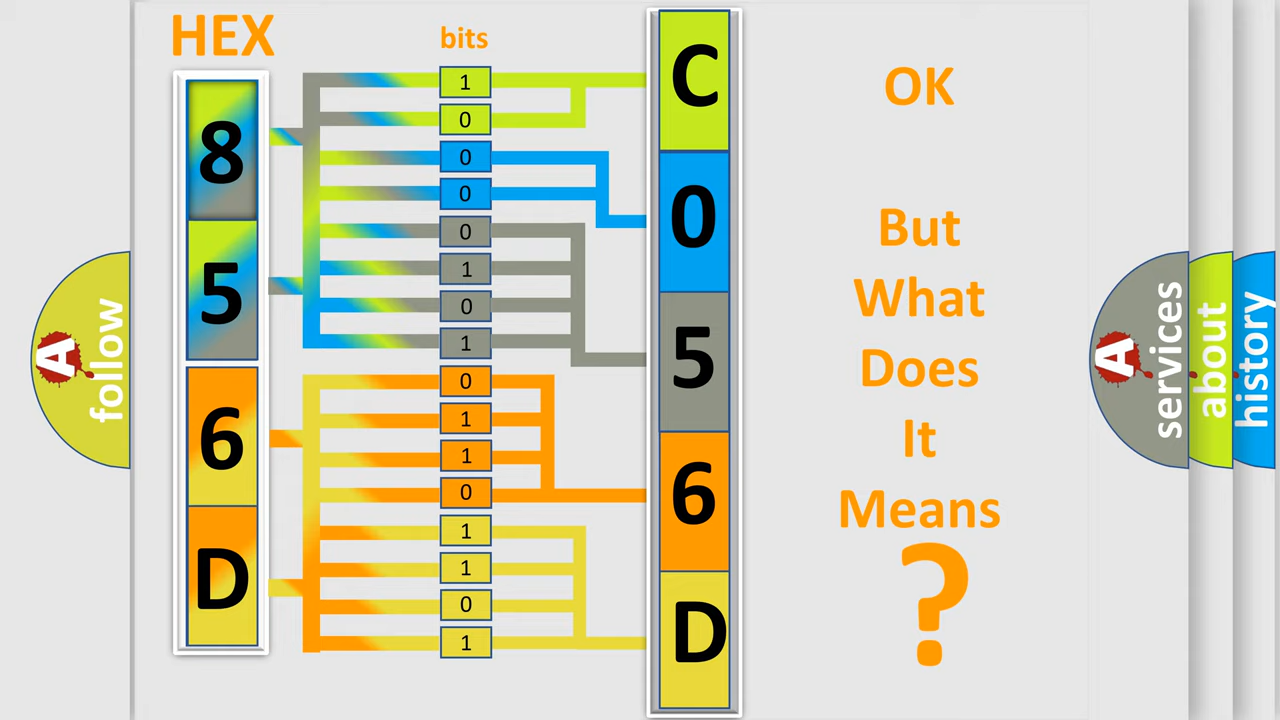 HEX
bits
8
5
6
D
1
0
0
0
0
1
0
1
0
1
1
0
1
1
0
1
C
0
5
6
D
OK
But
What
Does
It
Means
?
A
follow
A
services
about
history